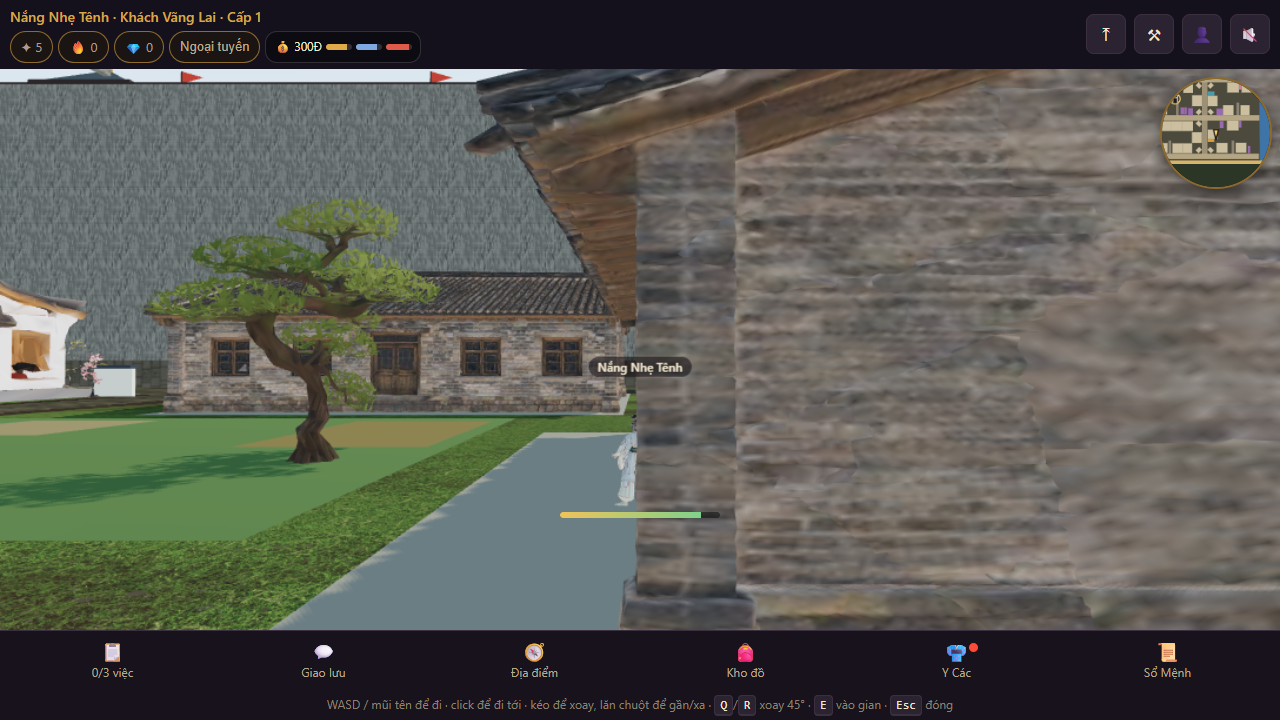 Nắng Nhẹ Tênh · Khách Vãng Lai · Cấp 1
5 0 0 Ngoại tuyến 300Đ
Nắng Nhẹ Tênh
0/3 việc Giao lưu Địa điểm Kho đồ Y Các Sổ Mệnh
WASD / mũi tên để đi · click để đi tới · kéo để xoay, lăn chuột để gần/xa · Q / R xoay 45° · E vào gian · Esc đóng